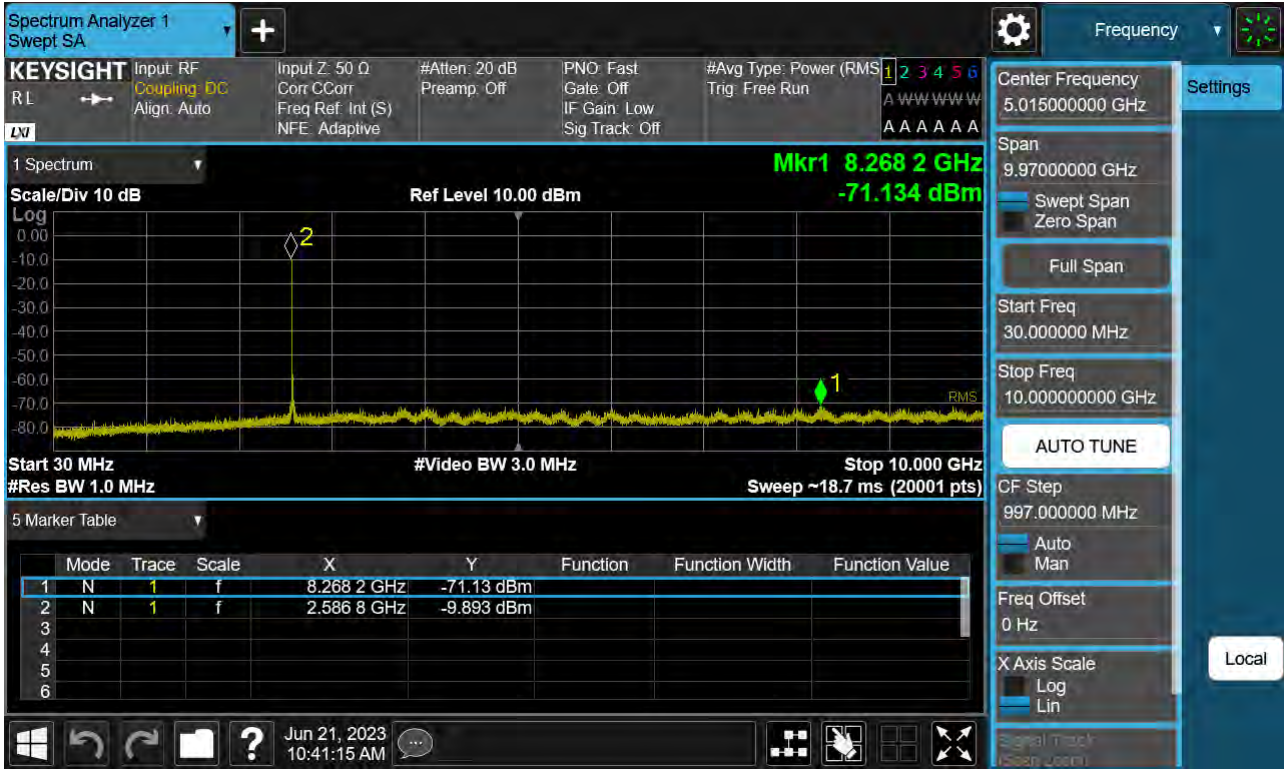 Spectrum Analyzer 1
Swept SA
+
Frequency
KEYSIGHT
RL
LXI
Input: RF
Coupling: DC
Align: Auto
Input Z: 50 Ω
Corr CCorr
Freq Ref: Int (S)
NFE: Adaptive
#Atten: 20 dB
Preamp: Off
PNO: Fast
Gate: Off
IF Gain: Low
Sig Track: Off
#Avg Type: Power (RMS
Trig: Free Run
1 2 3 4 5 6
A W W W W W
A A A A A A
1 Spectrum
Mkr1 8.268 2 GHz
-71.134 dBm
Scale/Div 10 dB
Ref Level 10.00 dBm
Log
0.00
-10.0
-20.0
-30.0
-40.0
-50.0
-60.0
-70.0
-80.0
2
1
RMS
Start 30 MHz
#Video BW 3.0 MHz
Stop 10.000 GHz
#Res BW 1.0 MHz
Sweep ~18.7 ms (20001 pts)
5 Marker Table
Mode Trace Scale X Y Function Function Width Function Value
1 N 1 f 8.268 2 GHz -71.13 dBm
2 N 1 f 2.586 8 GHz -9.893 dBm
3
4
5
6
Center Frequency
5.015000000 GHz
Span
9.97000000 GHz
Swept Span
Zero Span
Full Span
Start Freq
30.000000 MHz
Stop Freq
10.000000000 GHz
AUTO TUNE
CF Step
997.000000 MHz
Auto
Man
Freq Offset
0 Hz
X Axis Scale
Log
Lin
Signal Track
(Span Zoom)
Settings
Local
?
Jun 21, 2023
10:41:15 AM